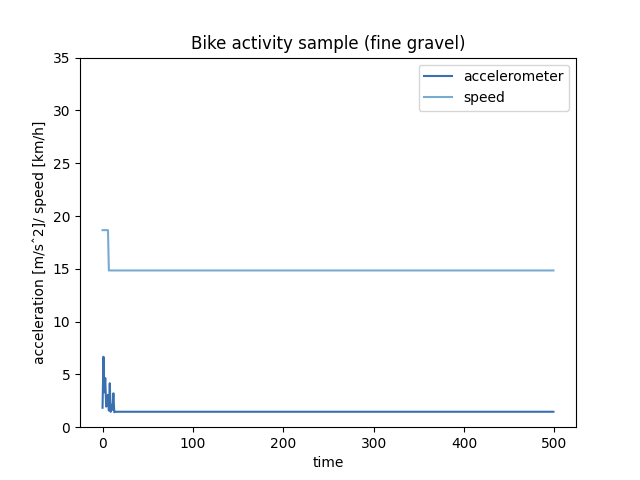 Bike activity sample (fine gravel)
accelerometer
speed
acceleration [m/s^2]/ speed [km/h]
35
30
25
20
15
10
5
0
0 100 200 300 400 500
time